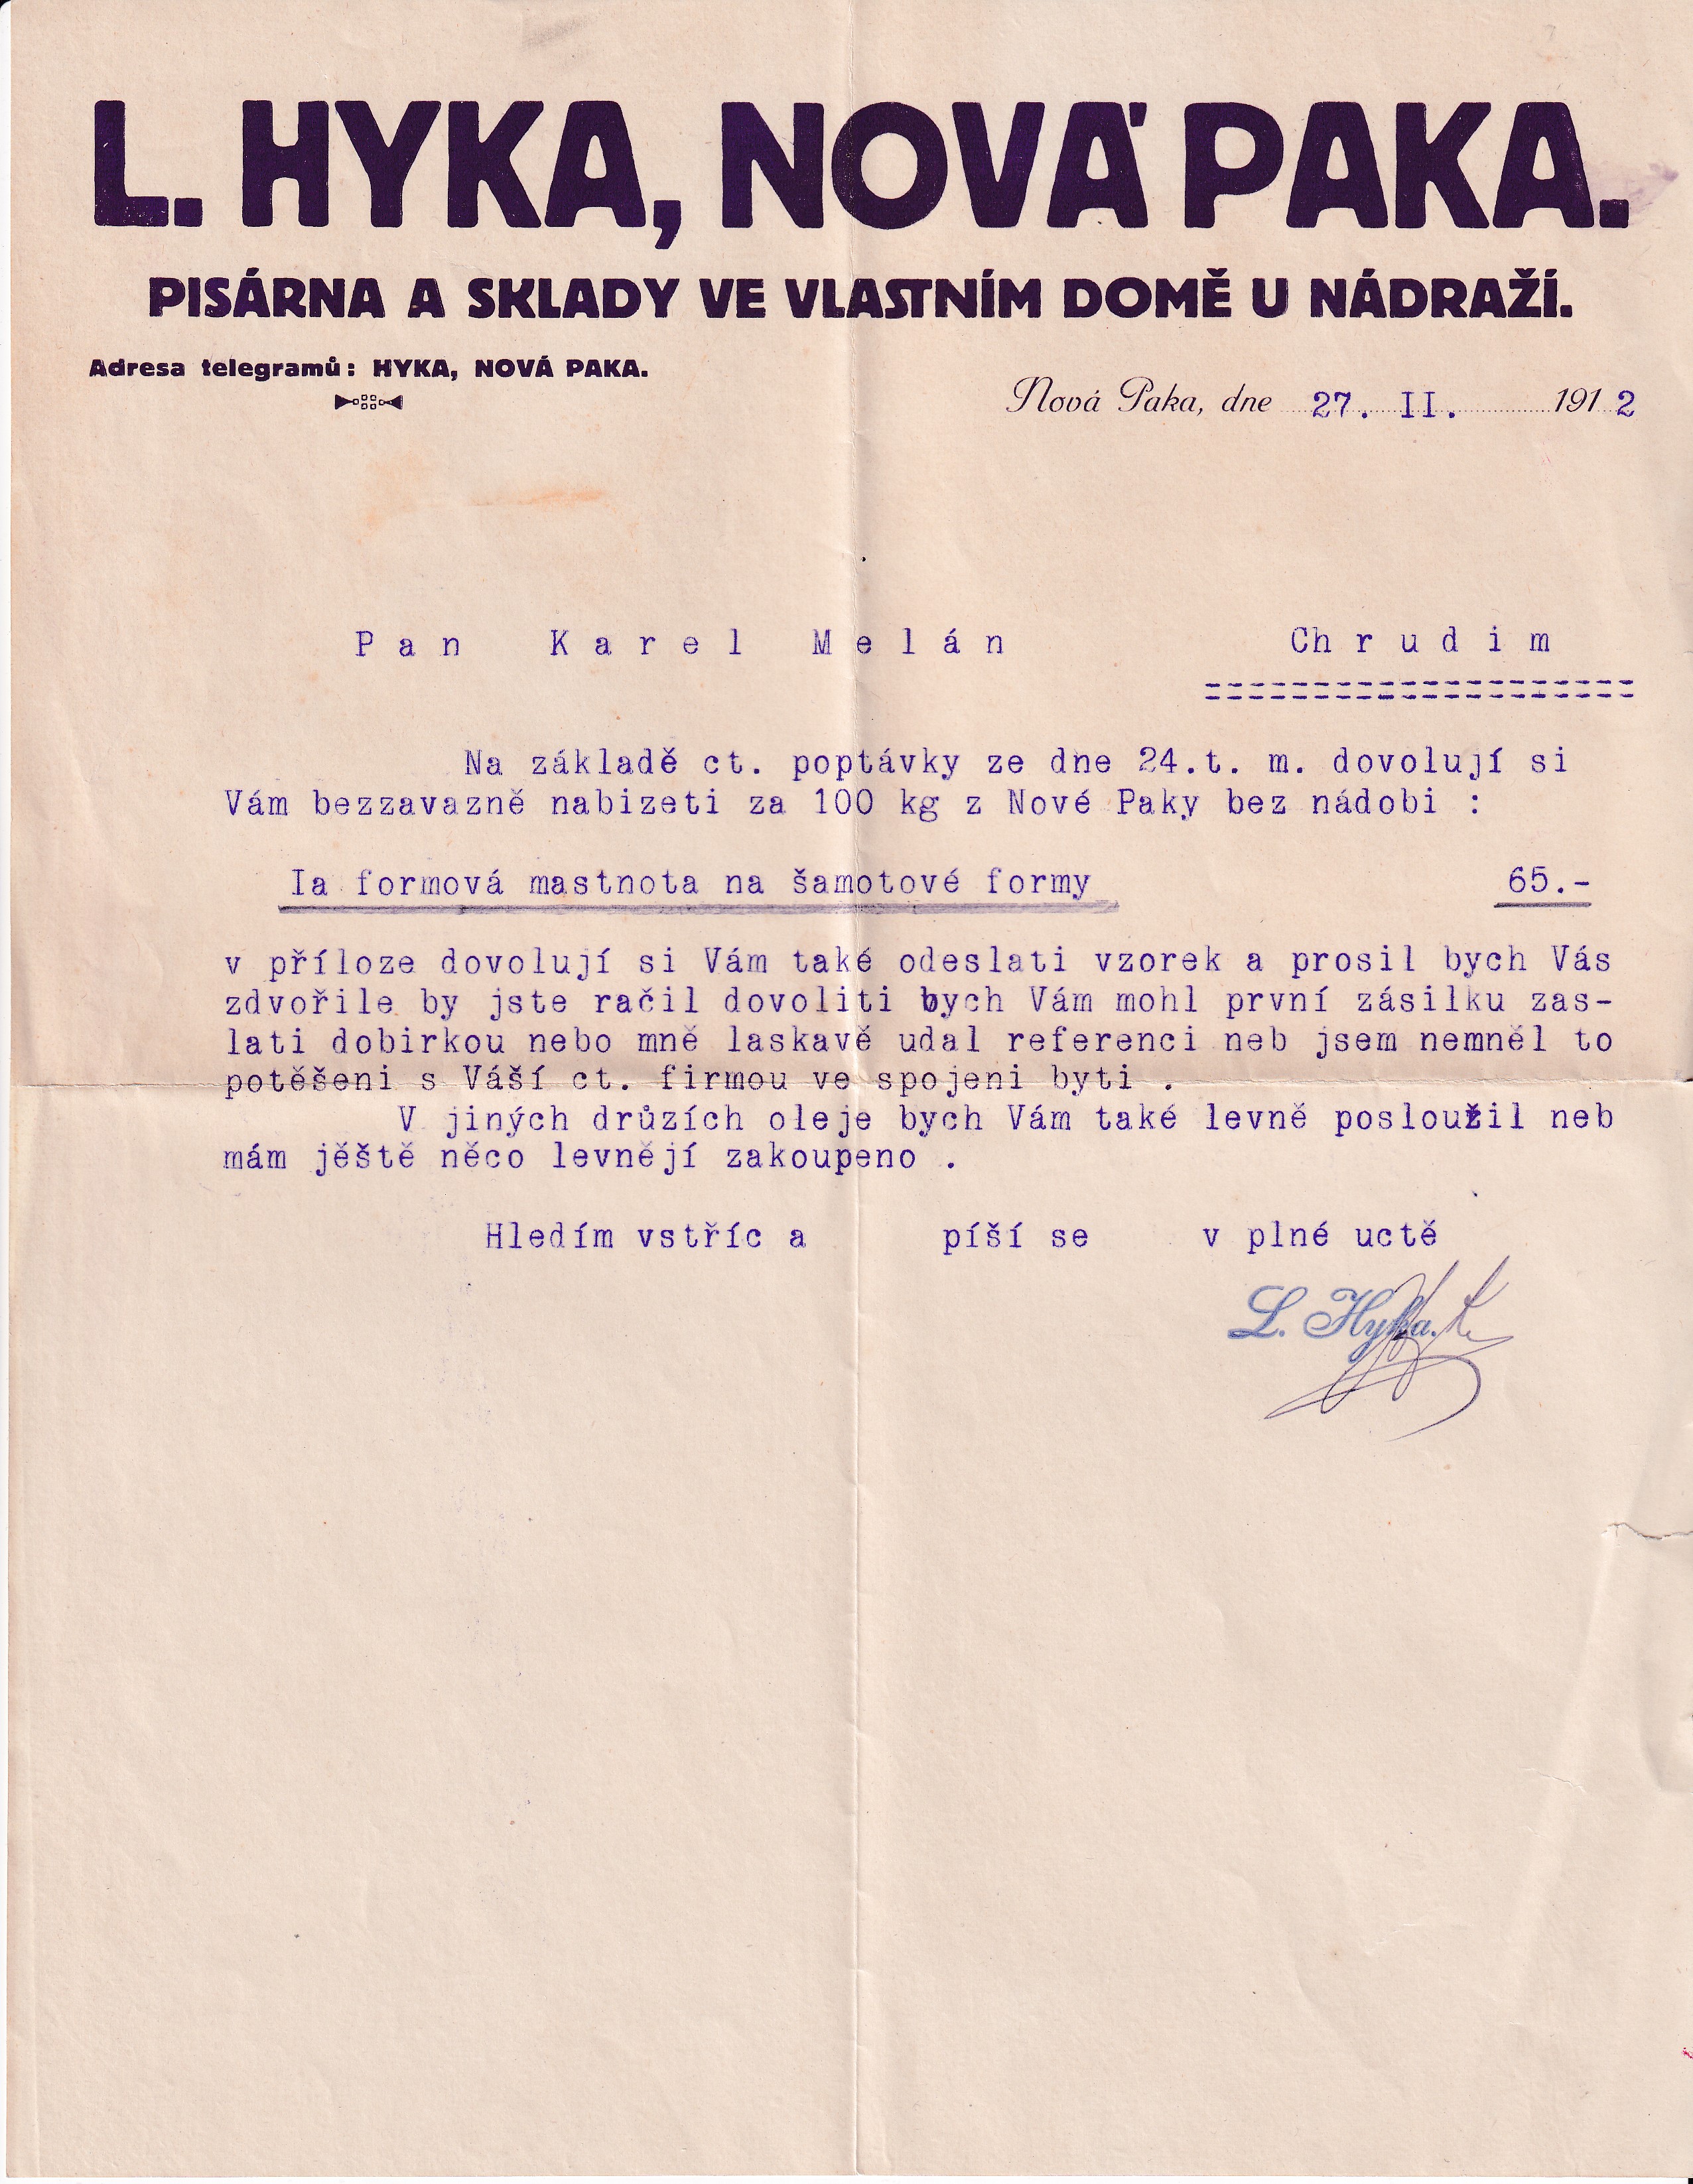 L. HYKA, NOVÁ PAKA.
PISÁRNA A SKLADY VE VLASTNÍM DOMĚ U NÁDRAŽÍ.
Adresa telegramů: HYKA, NOVÁ PAKA.
Nová Paka, dne 27. II. 1912
Pan Karel Melán Chrudim
====================
Na základě ct. poptávky ze dne 24.t. m. dovolují si
Vám bezzavazně nabizeti za 100 kg z Nové Paky bez nádobi :
Ia formová mastnota na šamotové formy 65.-
v příloze dovolují si Vám také odeslati vzorek a prosil bych Vás
zdvořile by jste račil dovoliti bych Vám mohl první zásilku zas-
lati dobirkou nebo mně laskavě udal referenci neb jsem nemněl to
potěšeni s Váší ct. firmou ve spojeni byti .
V jiných drůzích oleje bych Vám také levně posloužil neb
mám jěště něco levnějí zakoupeno .
Hledím vstříc a píší se v plné uctě
L. Hyka.